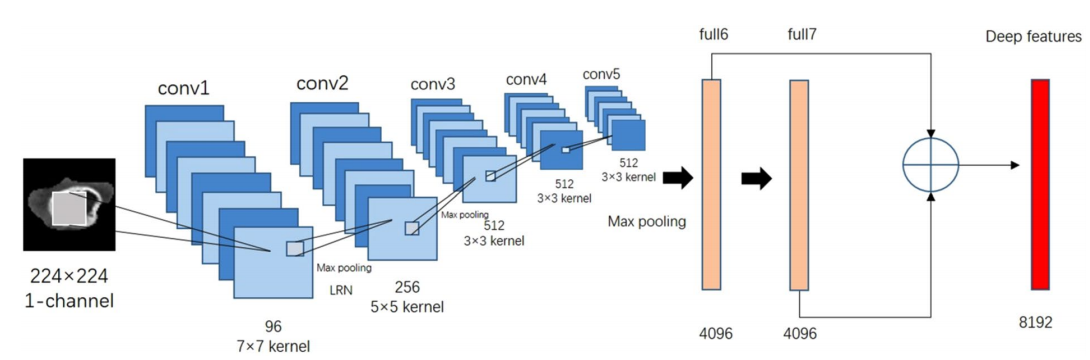 conv1
conv2
conv3
conv4
conv5
full6
full7
Deep features
224×224
1-channel
96
7×7 kernel
Max pooling
LRN
256
5×5 kernel
Max pooling
512
3×3 kernel
512
3×3 kernel
512
3×3 kernel
Max pooling
4096
4096
8192